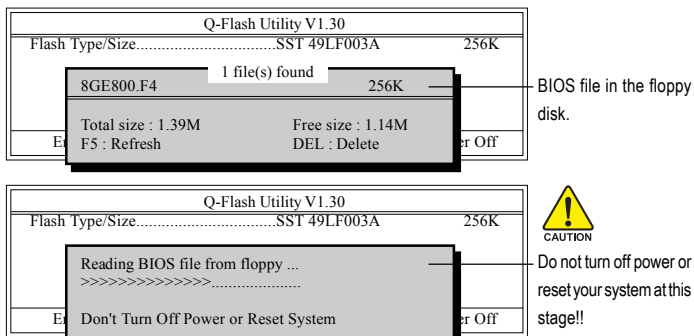 Q-Flash Utility V1.30
Flash Type/Size.................................SST 49LF003A 256K
1 file(s) found
8GE800.F4 256K
Total size : 1.39M Free size : 1.14M
F5 : Refresh DEL : Delete
Off
BIOS file in the floppy
disk.
Q-Flash Utility V1.30
Flash Type/Size.................................SST 49LF003A 256K
Reading BIOS file from floppy ...
>>>>>>>>>>>>>>>.....................
Don't Turn Off Power or Reset System
Off
CAUTION
Do not turn off power or
reset your system at this
stage!!